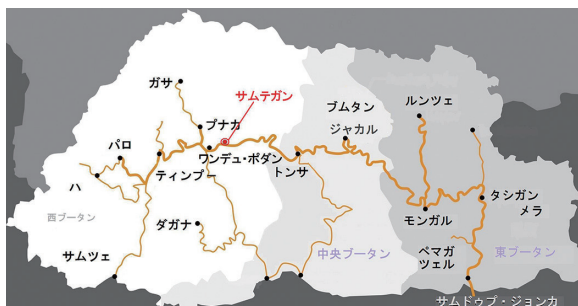 ガサ
サムテガン
ブムタン
ルンツェ
プナカ
ジャカル
パロ
ワンデュ・ポダン
ハ
ティンプー
トンサ
タシガン
メラ
西ブータン
ダガナ
モンガル
サムツェ
中央ブータン
ペマガ
ツェル
東ブータン
サムドゥプ・ジョンカ